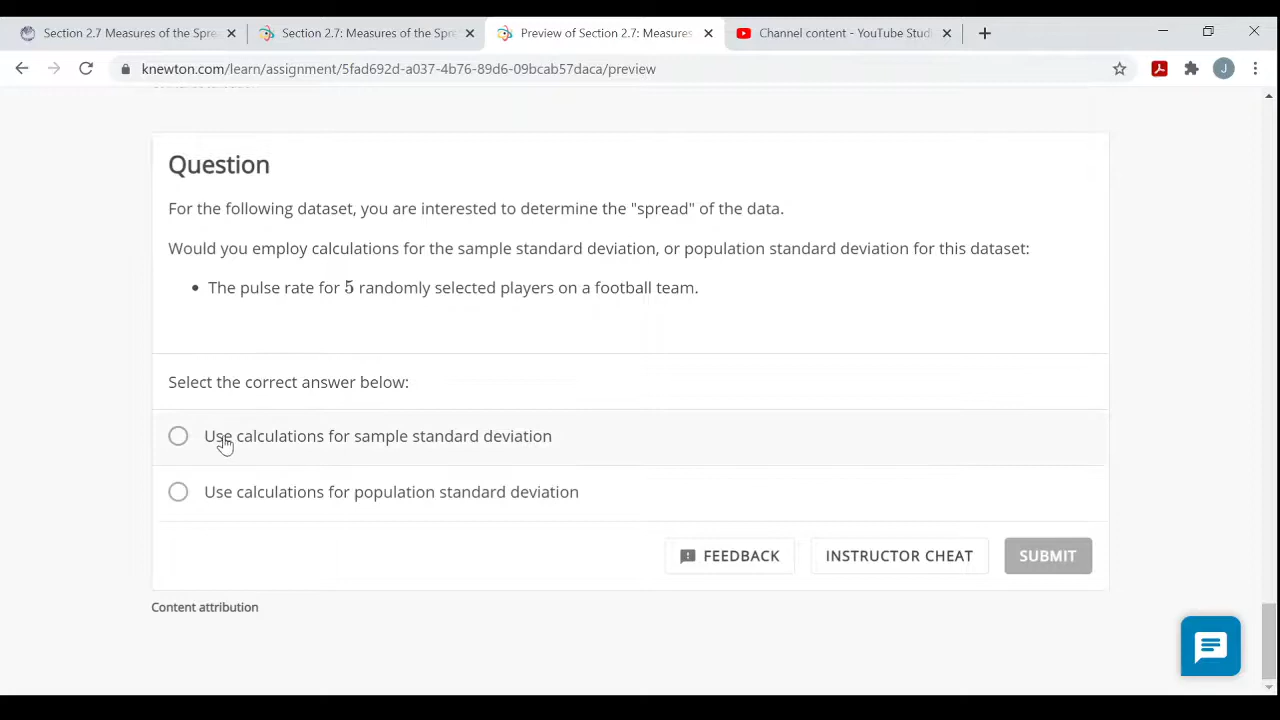 Section 2.7 Measures of the Spre
Section 2.7: Measures of the Spre
Preview of Section 2.7: Measures
Channel content - YouTube Stud
knewton.com/learn/assignment/5fad692d-a037-4b76-89d6-09bcab57daca/preview
J
Question
For the following dataset, you are interested to determine the "spread" of the data.
Would you employ calculations for the sample standard deviation, or population standard deviation for this dataset:
• The pulse rate for 5 randomly selected players on a football team.
Select the correct answer below:
Use calculations for sample standard deviation
Use calculations for population standard deviation
FEEDBACK
INSTRUCTOR CHEAT
SUBMIT
Content attribution